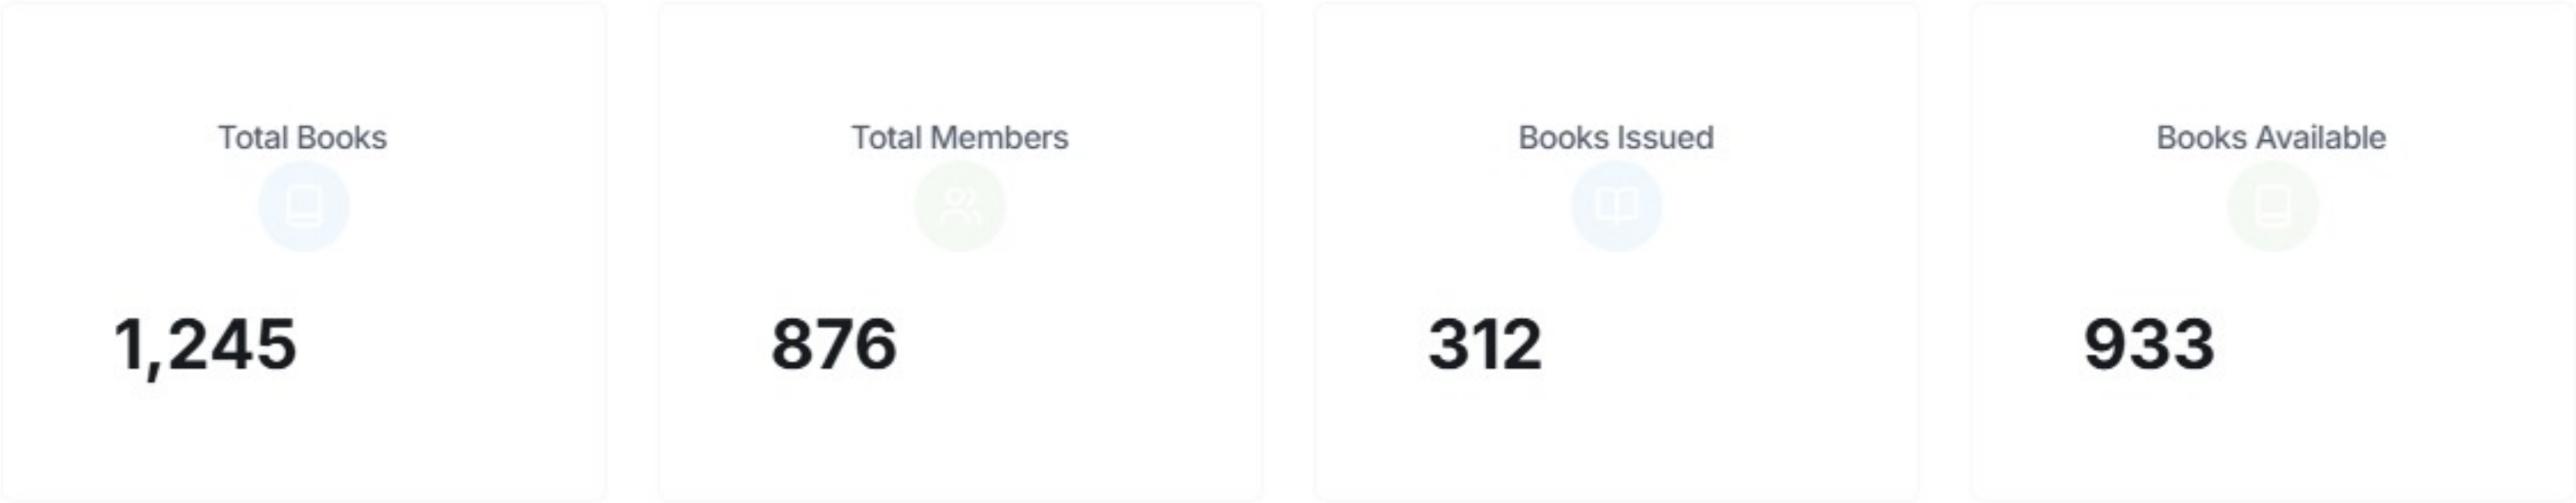 Total Books
1,245
Total Members
876
Books Issued
312
Books Available
933